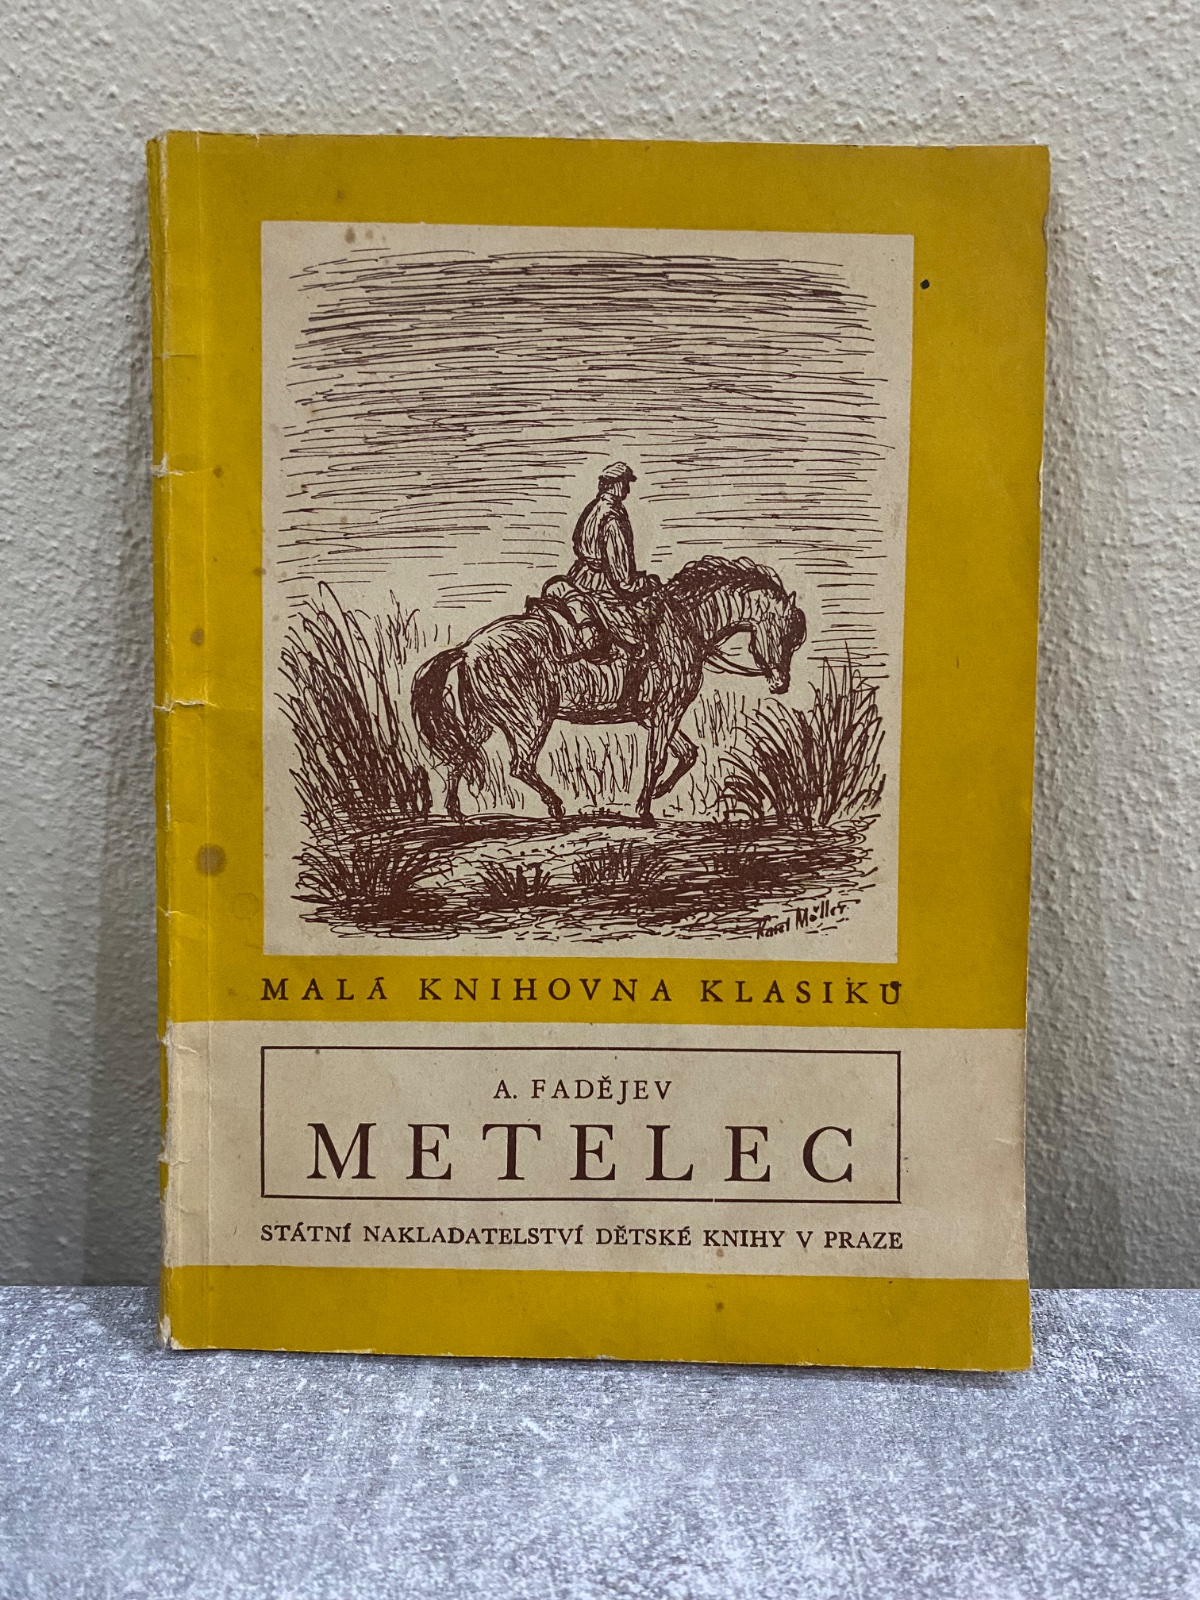 Karel Müller
MALÁ KNIHOVNA KLASIKŮ
A. FADĚJEV
METELEC
STÁTNÍ NAKLADATELSTVÍ DĚTSKÉ KNIHY V PRAZE